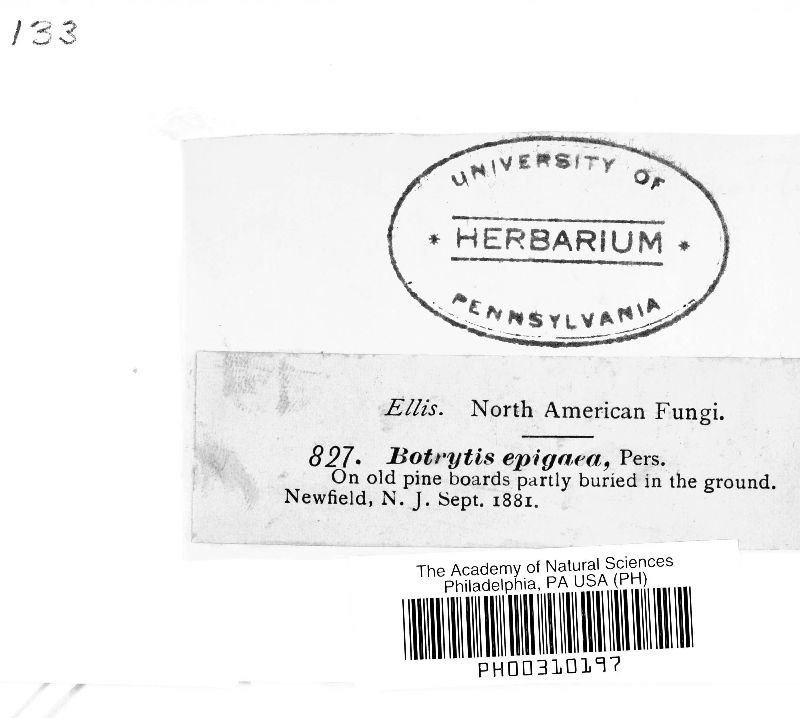 133
UNIVERSITY OF
* HERBARIUM *
PENNSYLVANIA
Ellis. North American Fungi.
827. Botrytis epigaea, Pers.
On old pine boards partly buried in the ground.
Newfield, N. J. Sept. 1881.
The Academy of Natural Sciences
Philadelphia, PA USA (PH)
PH00310197